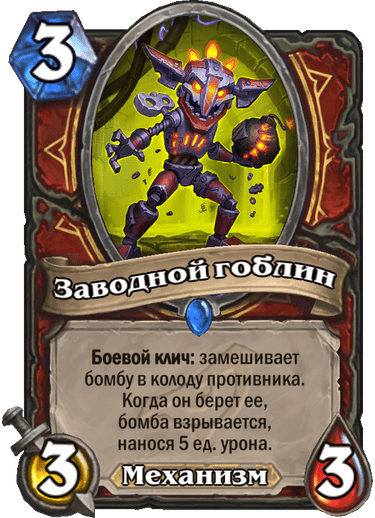 3
Заводной гоблин
Боевой клич: замешивает
бомбу в колоду противника.
Когда он берет ее,
бомба взрывается,
нанося 5 ед. урона.
3
Механизм
3